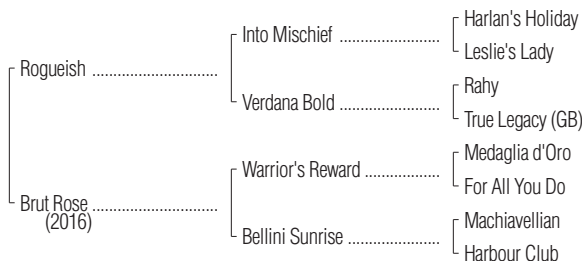 Harlan's Holiday
Into Mischief ....................
Leslie's Lady
Rogueish .........................
Rahy
Verdana Bold ..................
True Legacy (GB)
Medaglia d'Oro
Warrior's Reward ................
For All You Do
Brut Rose .........................
(2016)
Machiavellian
Bellini Sunrise ...................
Harbour Club